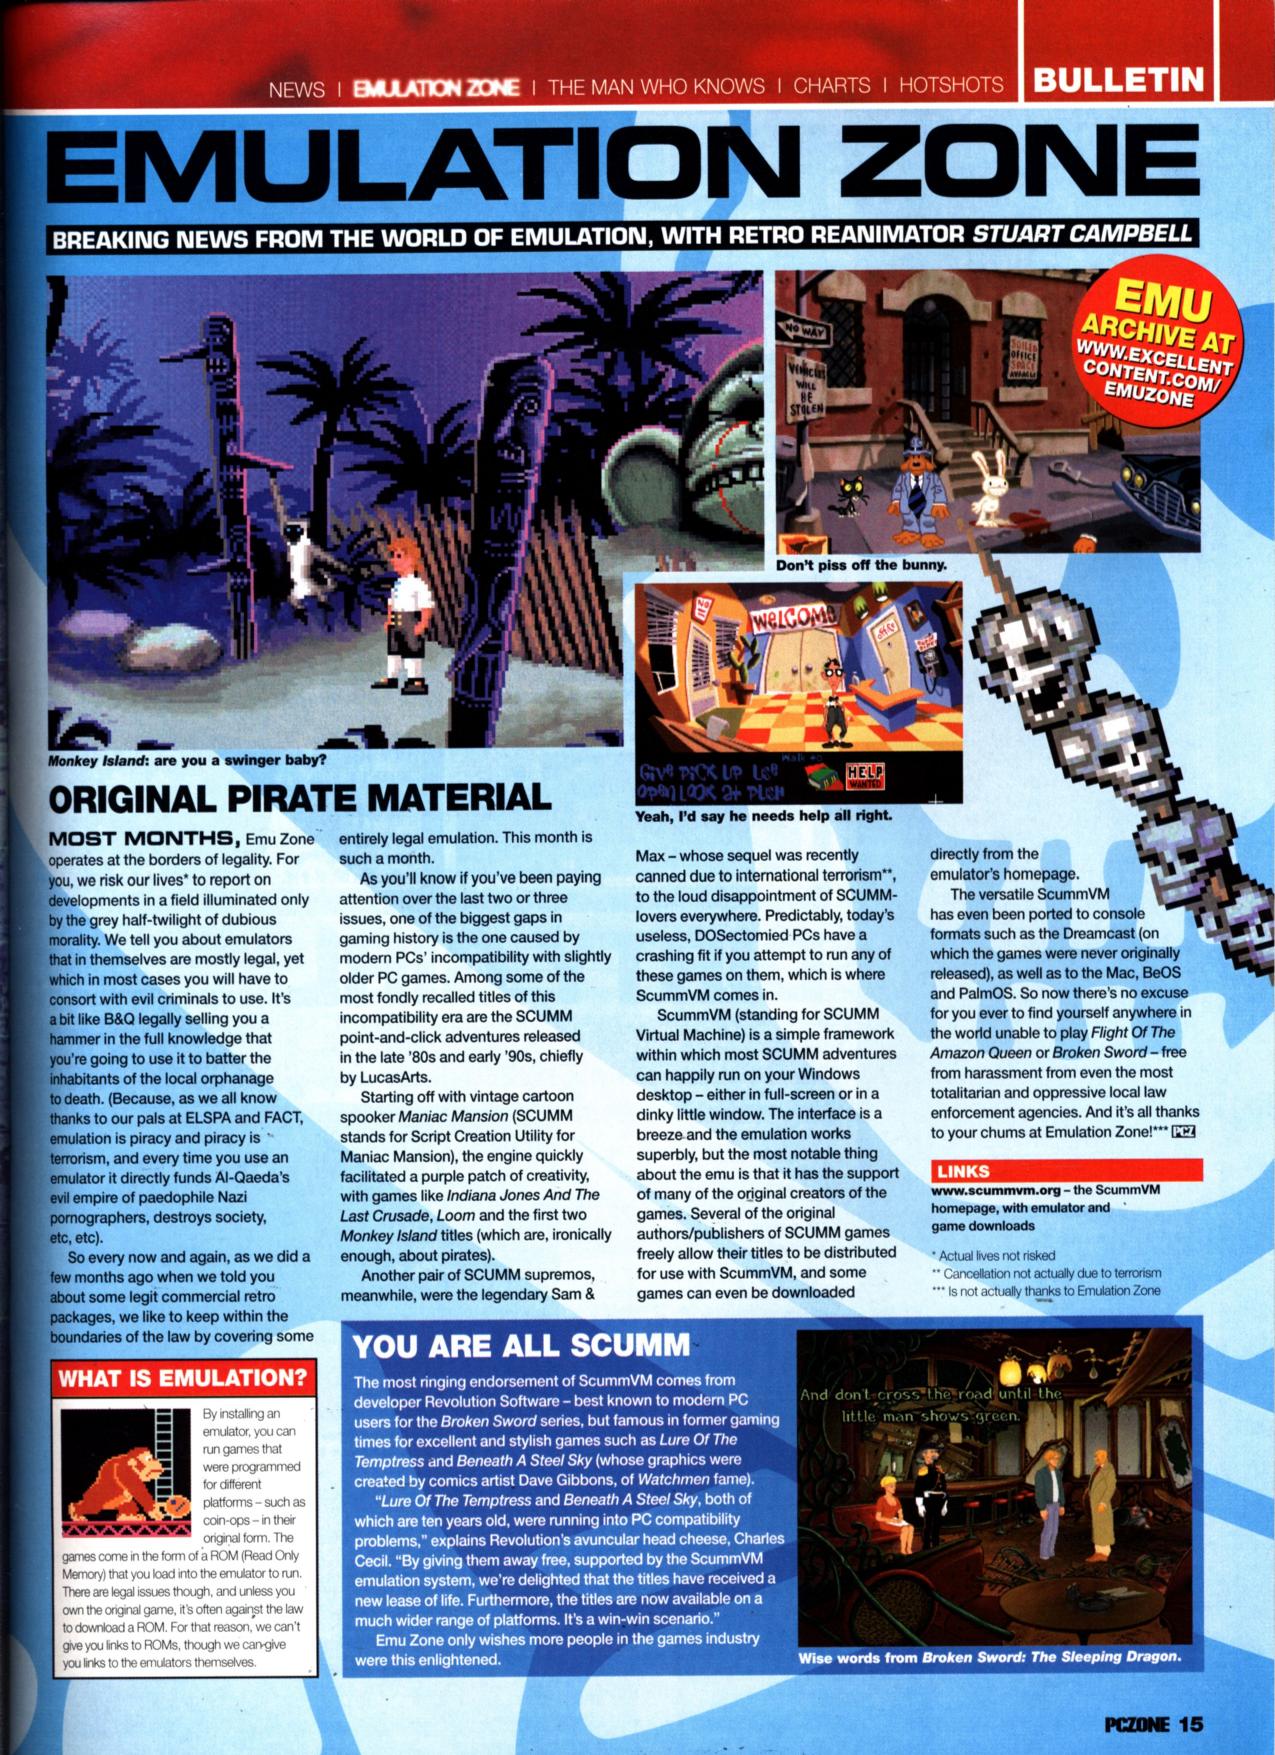 NEWS | EMULATION ZONE | THE MAN WHO KNOWS | CHARTS | HOTSHOTS
BULLETIN
EMULATION ZONE
BREAKING NEWS FROM THE WORLD OF EMULATION, WITH RETRO REANIMATOR STUART CAMPBELL
EMU
ARCHIVE AT
WWW.EXCELLENT
CONTENT.COM/
EMUZONE
NO WAY
VEHICLES
WILL
BE
STOLEN
OFFICE
SPACE
Don't piss off the bunny.
WELCOME
Walk to
GIVE PICK UP USE
OPEN LOOK At PUSH
HELP
WANTED
Monkey Island: are you a swinger baby?
Yeah, I'd say he needs help all right.
ORIGINAL PIRATE MATERIAL
MOST MONTHS, Emu Zone
operates at the borders of legality. For
you, we risk our lives* to report on
developments in a field illuminated only
by the grey half-twilight of dubious
morality. We tell you about emulators
that in themselves are mostly legal, yet
which in most cases you will have to
consort with evil criminals to use. It's
a bit like B&Q legally selling you a
hammer in the full knowledge that
you're going to use it to batter the
inhabitants of the local orphanage
to death. (Because, as we all know
thanks to our pals at ELSPA and FACT,
emulation is piracy and piracy is
terrorism, and every time you use an
emulator it directly funds Al-Qaeda's
evil empire of paedophile Nazi
pornographers, destroys society,
etc, etc).
So every now and again, as we did a
few months ago when we told you
about some legit commercial retro
packages, we like to keep within the
boundaries of the law by covering some
entirely legal emulation. This month is
such a month.
As you'll know if you've been paying
attention over the last two or three
issues, one of the biggest gaps in
gaming history is the one caused by
modern PCs' incompatibility with slightly
older PC games. Among some of the
most fondly recalled titles of this
incompatibility era are the SCUMM
point-and-click adventures released
in the late '80s and early '90s, chiefly
by LucasArts.
Starting off with vintage cartoon
spooker Maniac Mansion (SCUMM
stands for Script Creation Utility for
Maniac Mansion), the engine quickly
facilitated a purple patch of creativity,
with games like Indiana Jones And The
Last Crusade, Loom and the first two
Monkey Island titles (which are, ironically
enough, about pirates).
Another pair of SCUMM supremos,
meanwhile, were the legendary Sam &
Max – whose sequel was recently
canned due to international terrorism**,
to the loud disappointment of SCUMM-
lovers everywhere. Predictably, today's
useless, DOSectomied PCs have a
crashing fit if you attempt to run any of
these games on them, which is where
ScummVM comes in.
ScummVM (standing for SCUMM
Virtual Machine) is a simple framework
within which most SCUMM adventures
can happily run on your Windows
desktop – either in full-screen or in a
dinky little window. The interface is a
breeze and the emulation works
superbly, but the most notable thing
about the emu is that it has the support
of many of the original creators of the
games. Several of the original
authors/publishers of SCUMM games
freely allow their titles to be distributed
for use with ScummVM, and some
games can even be downloaded
directly from the
emulator's homepage.
The versatile ScummVM
has even been ported to console
formats such as the Dreamcast (on
which the games were never originally
released), as well as to the Mac, BeOS
and PalmOS. So now there's no excuse
for you ever to find yourself anywhere in
the world unable to play Flight Of The
Amazon Queen or Broken Sword – free
from harassment from even the most
totalitarian and oppressive local law
enforcement agencies. And it's all thanks
to your chums at Emulation Zone!*** PCZ
LINKS
www.scummvm.org – the ScummVM
homepage, with emulator and
game downloads
* Actual lives not risked
** Cancellation not actually due to terrorism
*** Is not actually thanks to Emulation Zone
WHAT IS EMULATION?
By installing an
emulator, you can
run games that
were programmed
for different
platforms – such as
coin-ops – in their
original form. The
games come in the form of a ROM (Read Only
Memory) that you load into the emulator to run.
There are legal issues though, and unless you
own the original game, it's often against the law
to download a ROM. For that reason, we can't
give you links to ROMs, though we can give
you links to the emulators themselves.
YOU ARE ALL SCUMM
The most ringing endorsement of ScummVM comes from
developer Revolution Software – best known to modern PC
users for the Broken Sword series, but famous in former gaming
times for excellent and stylish games such as Lure Of The
Temptress and Beneath A Steel Sky (whose graphics were
created by comics artist Dave Gibbons, of Watchmen fame).
"Lure Of The Temptress and Beneath A Steel Sky, both of
which are ten years old, were running into PC compatibility
problems," explains Revolution's avuncular head cheese, Charles
Cecil. "By giving them away free, supported by the ScummVM
emulation system, we're delighted that the titles have received a
new lease of life. Furthermore, the titles are now available on a
much wider range of platforms. It's a win-win scenario."
Emu Zone only wishes more people in the games industry
were this enlightened.
And don't cross the road until the
little man shows green.
Wise words from Broken Sword: The Sleeping Dragon.
PCZONE 15